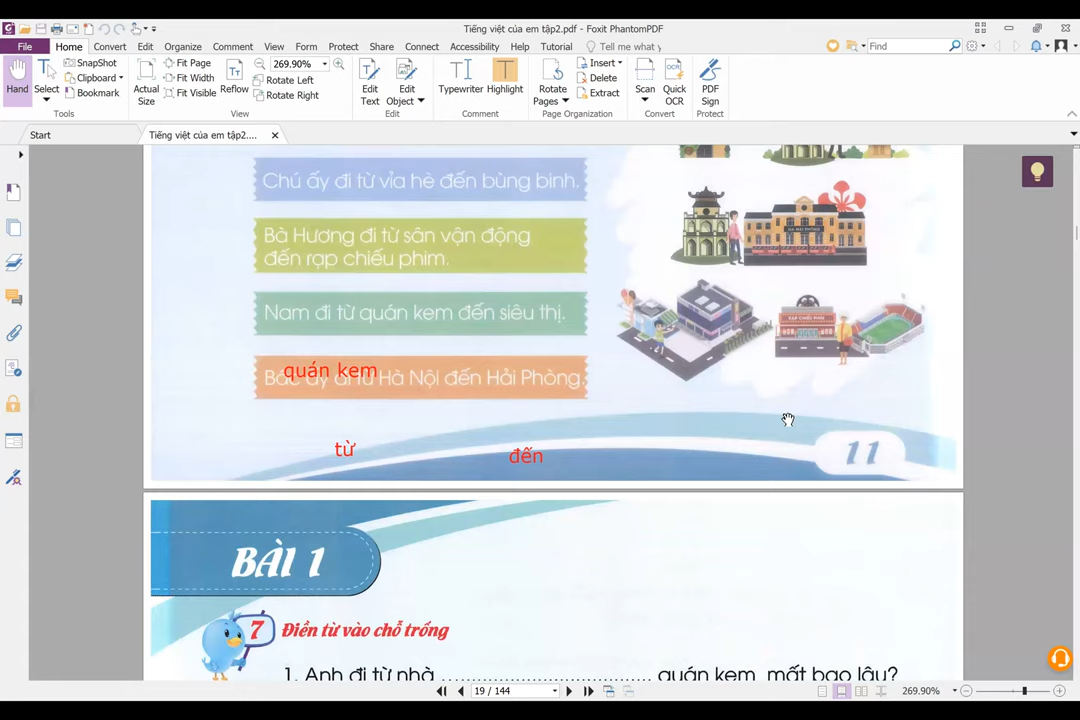 Tiếng việt của em tập2.pdf - Foxit PhantomPDF
File Home Convert Edit Organize Comment View Form Protect Share Connect Accessibility Help Tutorial Tell me what y Find
Hand
Select
SnapShot
Clipboard
Bookmark
Tools
Actual Size
Fit Page
Fit Width
Fit Visible
Reflow
269.90%
Rotate Left
Rotate Right
View
Edit Text
Edit Object
Edit
Typewriter
Highlight
Comment
Rotate Pages
Insert
Delete
Extract
Page Organization
Scan
Quick OCR
Convert
PDF Sign
Protect
Start
Tiếng việt của em tập2....
Chú ấy đi từ vỉa hè đến bùng binh.
Bà Hương đi từ sân vận động
đến rạp chiếu phim.
Nam đi từ quán kem đến siêu thị.
quán kem
Bác ấy đi từ Hà Nội đến Hải Phòng.
GA HẢI PHÒNG
RẠP CHIẾU PHIM
từ
đến
11
BÀI 1
7 Điền từ vào chỗ trống
1. Anh đi từ nhà ........................................ quán kem mất bao lâu?
19 / 144
269.90%